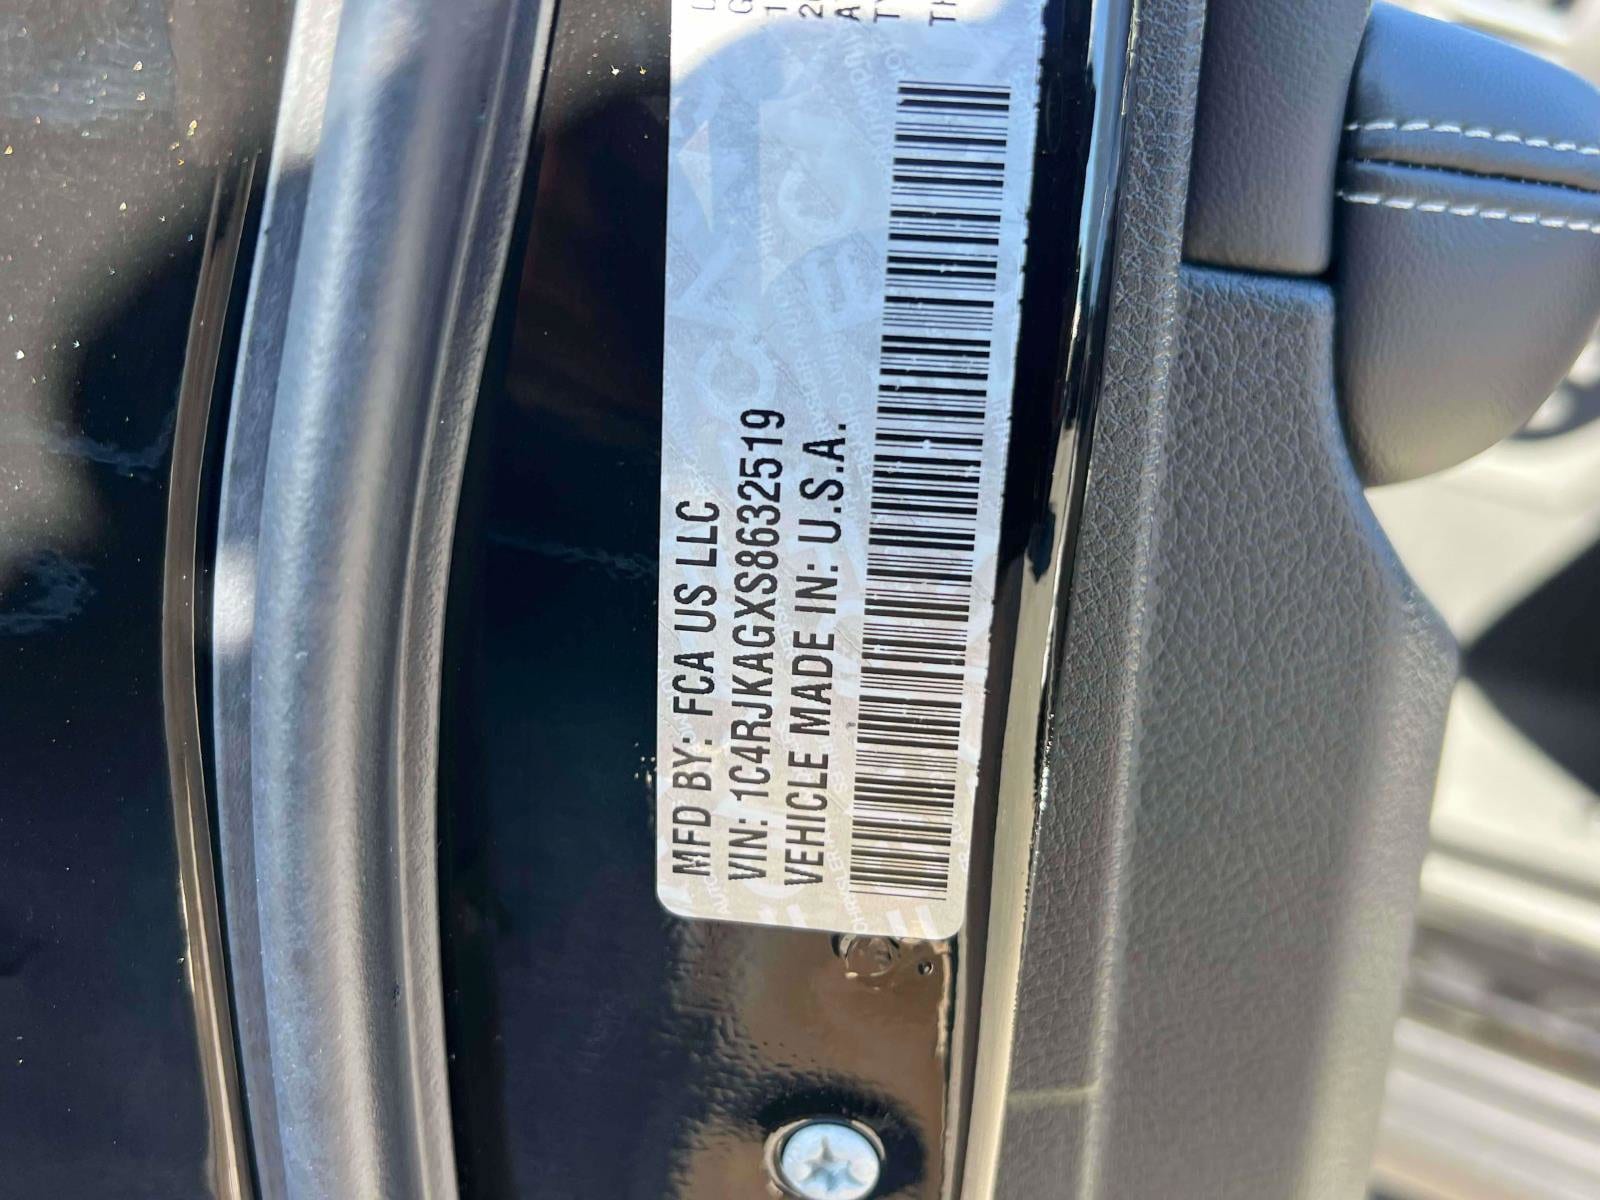 MFD BY: FCA US LLC
VIN: 1C4RJKAGXS8632519
VEHICLE MADE IN: U.S.A.